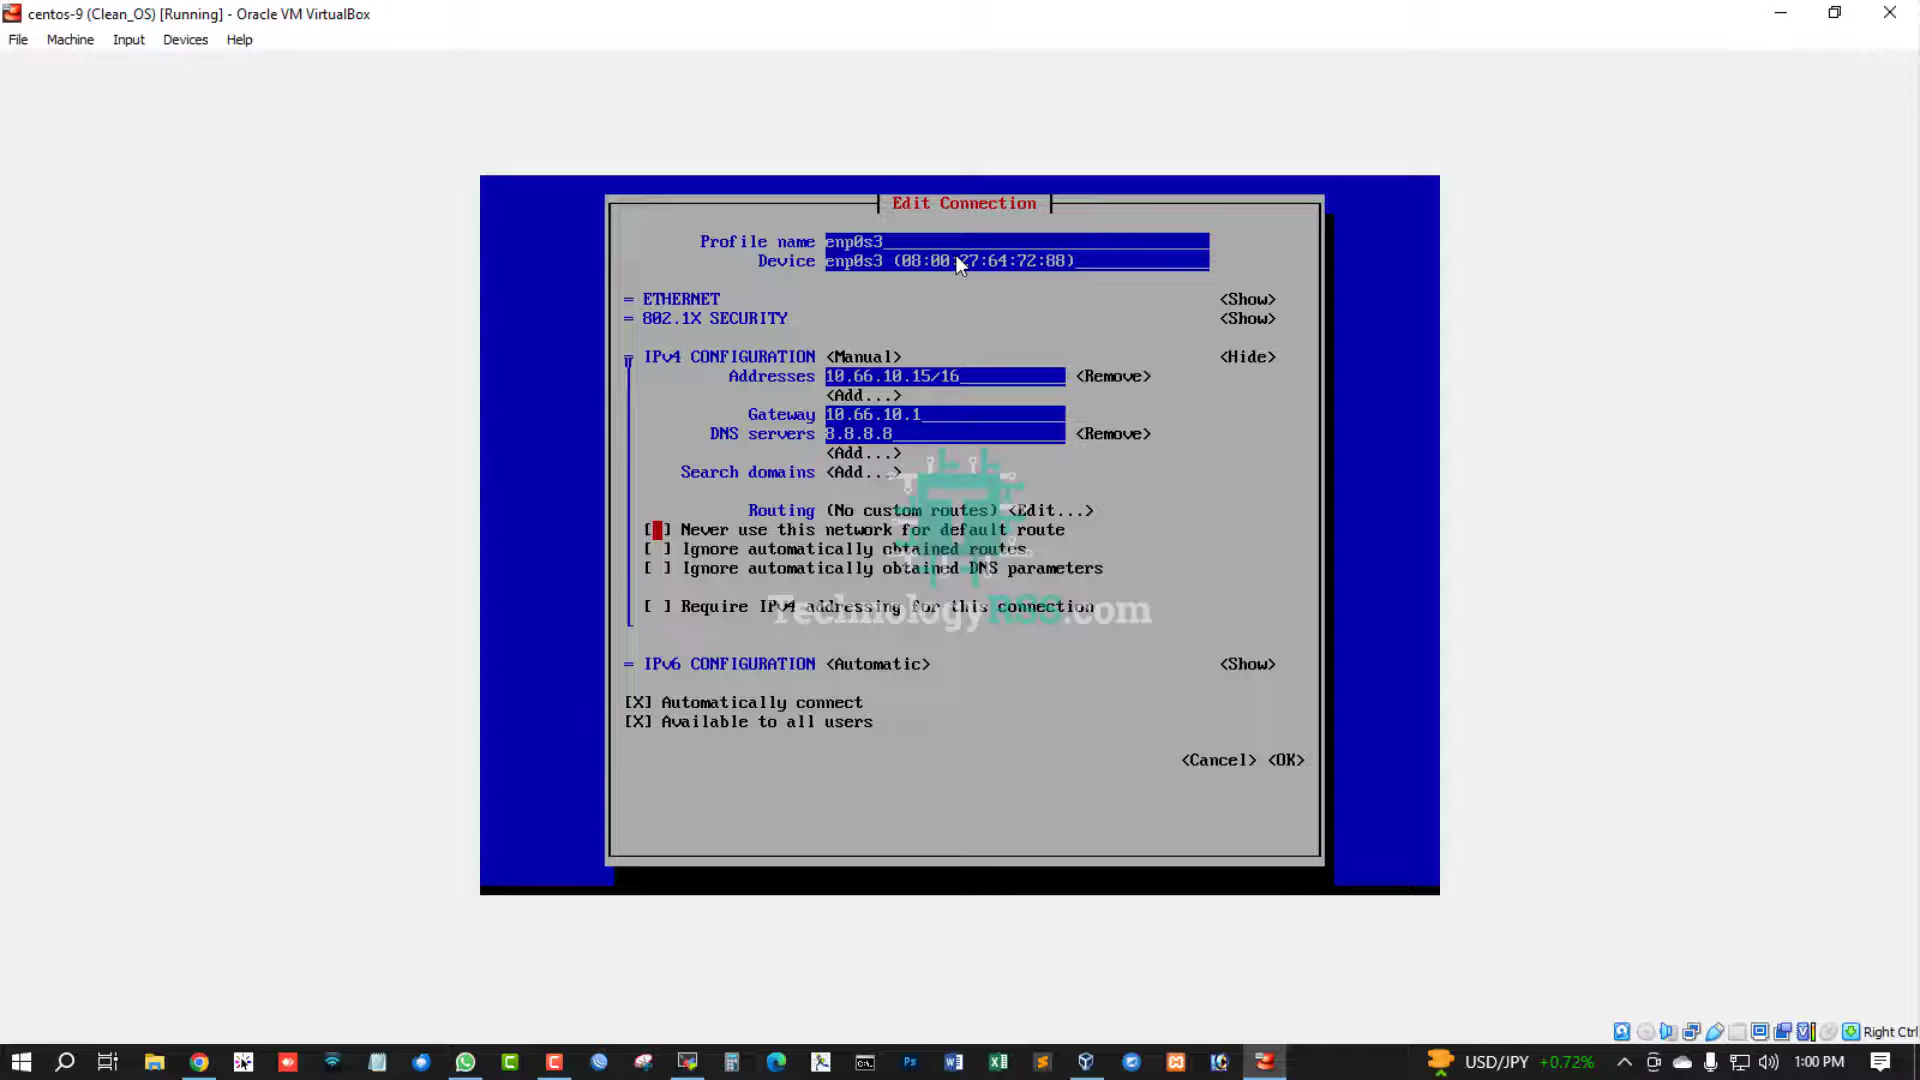 centos-9 (Clean_OS) [Running] - Oracle VM VirtualBox
File Machine Input Devices Help
Edit Connection
Profile name enp0s3
Device enp0s3 (08:00:27:64:72:88)
= ETHERNET <Show>
= 802.1X SECURITY <Show>
IPv4 CONFIGURATION <Manual> <Hide>
Addresses 10.66.10.15/16 <Remove>
<Add...>
Gateway 10.66.10.1
DNS servers 8.8.8.8 <Remove>
<Add...>
Search domains <Add...>
Routing (No custom routes) <Edit...>
[ ] Never use this network for default route
[ ] Ignore automatically obtained routes
[ ] Ignore automatically obtained DNS parameters
[ ] Require IPv4 addressing for this connection
TechnologyRSS.com
= IPv6 CONFIGURATION <Automatic> <Show>
[X] Automatically connect
[X] Available to all users
<Cancel> <OK>
Right Ctrl
USD/JPY +0.72% 1:00 PM